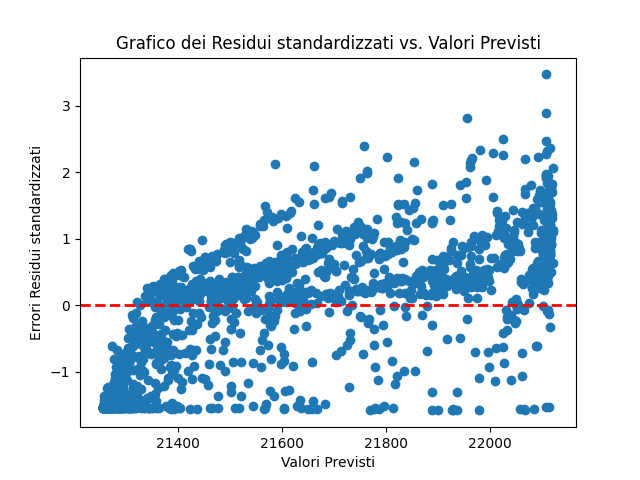 Grafico dei Residui standardizzati vs. Valori Previsti
Errori Residui standardizzati
3
2
1
0
−1
21400 21600 21800 22000
Valori Previsti